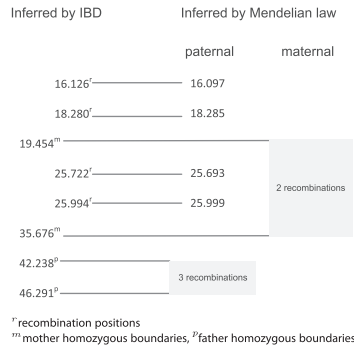 Inferred by IBD Inferred by Mendelian law
paternal maternal
16.126ʳ 16.097
18.280ʳ 18.285
19.454ᵐ
25.722ʳ 25.693
2 recombinations
25.994ʳ 25.999
35.676ᵐ
42.238ᵖ
3 recombinations
46.291ᵖ
ʳ recombination positions
ᵐ mother homozygous boundaries, ᵖ father homozygous boundaries